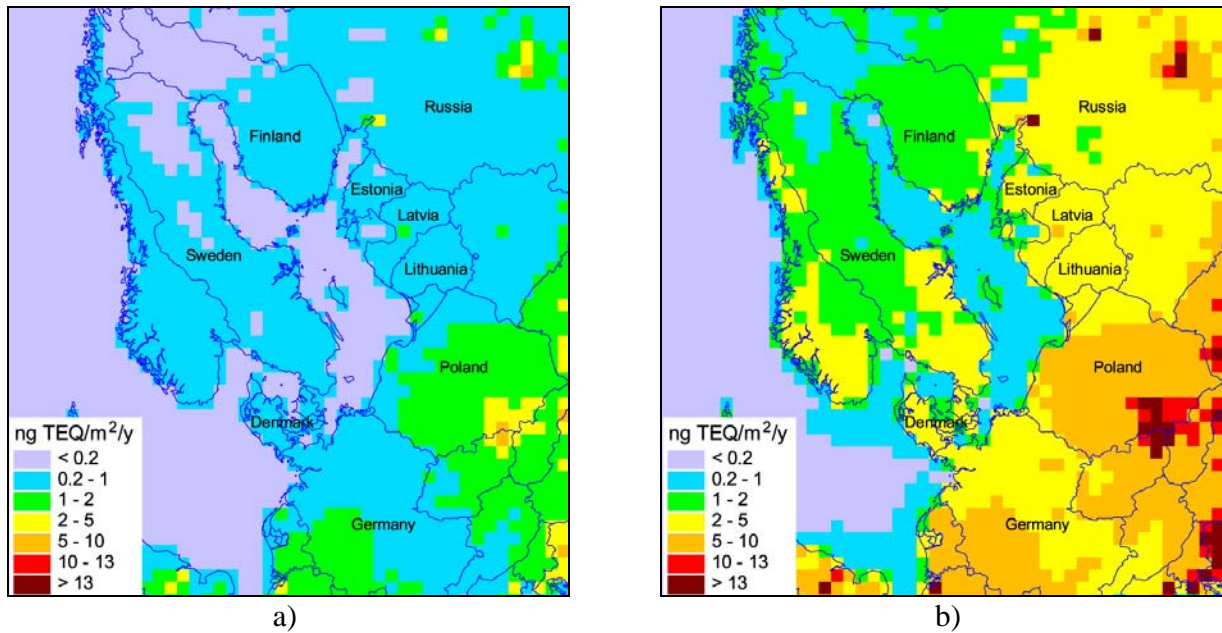 Russia
Finland
Estonia
Latvia
Sweden
Lithuania
Poland
Denmark
Germany
ng TEQ/m²/y
< 0.2
0.2 - 1
1 - 2
2 - 5
5 - 10
10 - 13
> 13
a)
Russia
Finland
Estonia
Latvia
Sweden
Lithuania
Poland
Denmark
Germany
ng TEQ/m²/y
< 0.2
0.2 - 1
1 - 2
2 - 5
5 - 10
10 - 13
> 13
b)